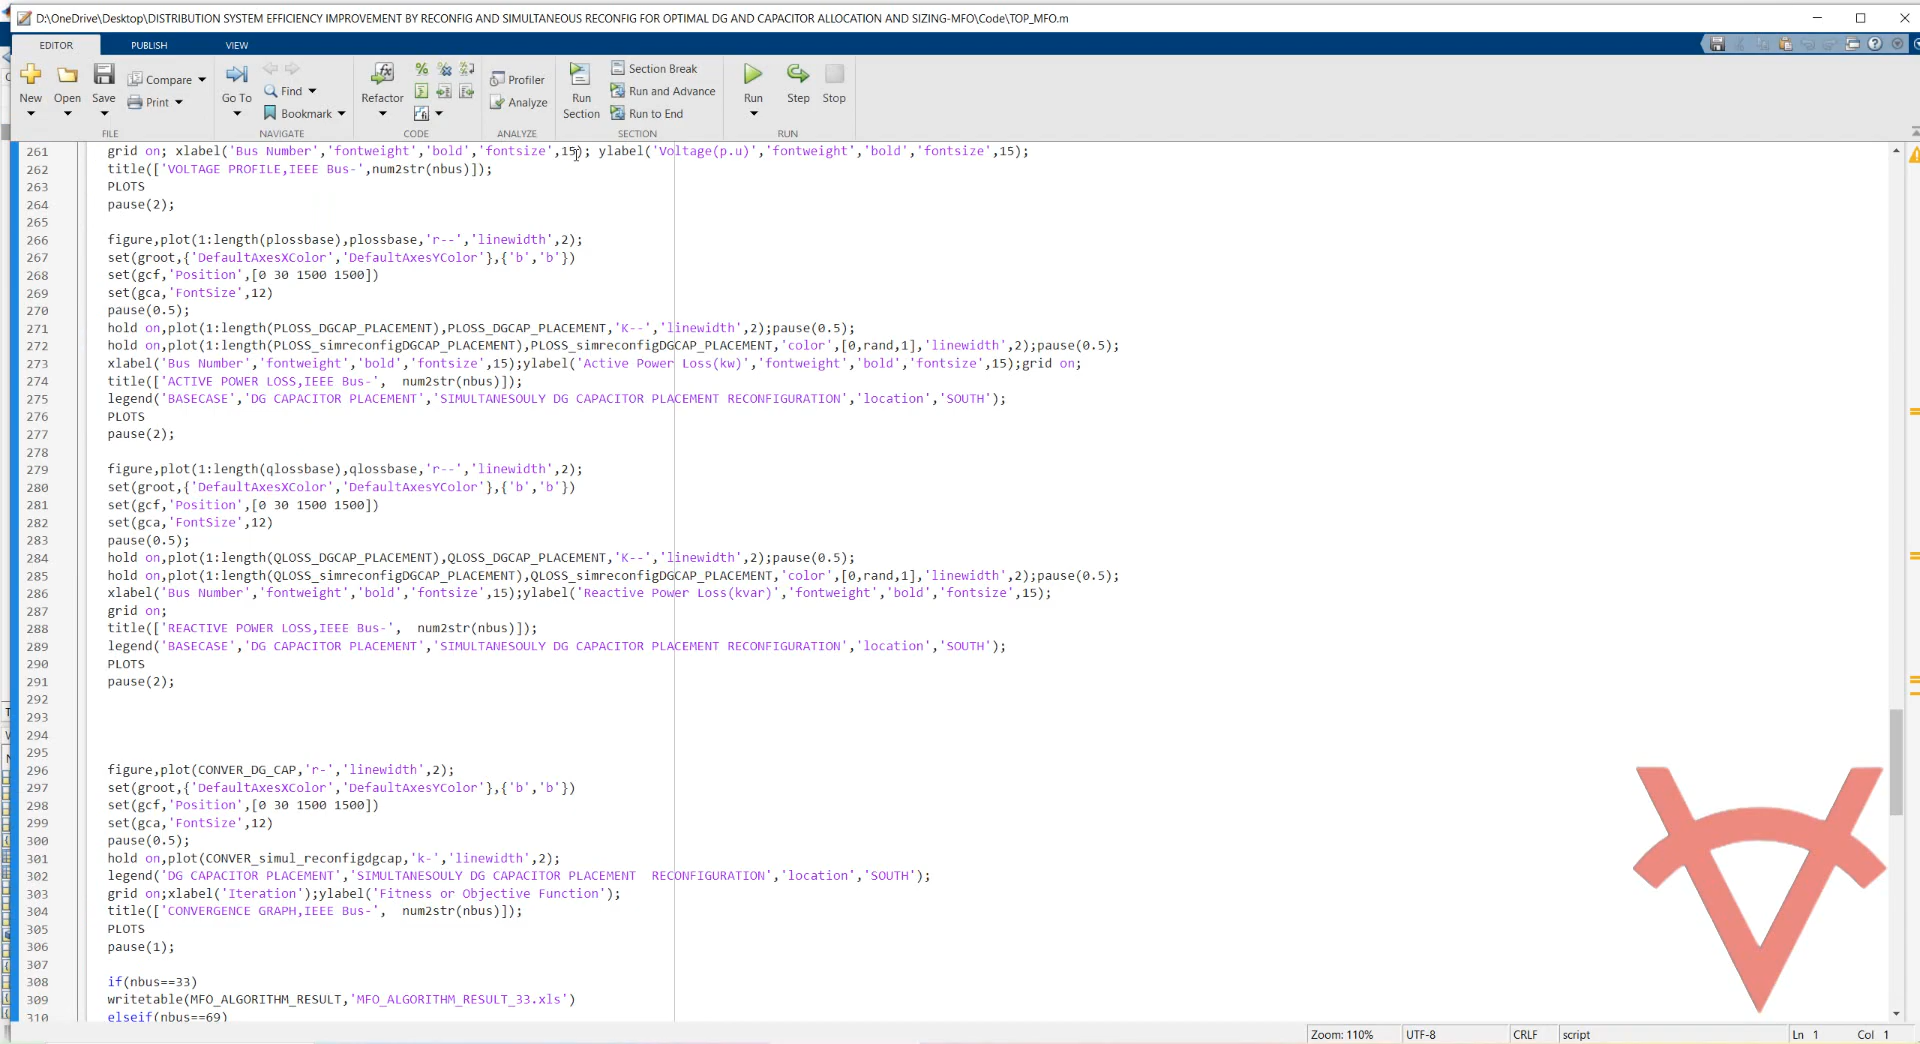 D:\OneDrive\Desktop\DISTRIBUTION SYSTEM EFFICIENCY IMPROVEMENT BY RECONFIG AND SIMULTANEOUS RECONFIG FOR OPTIMAL DG AND CAPACITOR ALLOCATION AND SIZING-MFO\Code\TOP_MFO.m
EDITOR PUBLISH VIEW
New Open Save Compare Print Go To Find Bookmark Refactor Profiler Analyze Run Section Section Break Run and Advance Run to End Run Step Stop
FILE NAVIGATE CODE ANALYZE SECTION RUN
261 grid on; xlabel('Bus Number','fontweight','bold','fontsize',15); ylabel('Voltage(p.u)','fontweight','bold','fontsize',15);
262 title(['VOLTAGE PROFILE,IEEE Bus-',num2str(nbus)]);
263 PLOTS
264 pause(2);
265
266 figure,plot(1:length(plossbase),plossbase,'r--','linewidth',2);
267 set(groot,{'DefaultAxesXColor','DefaultAxesYColor'},{'b','b'})
268 set(gcf,'Position',[0 30 1500 1500])
269 set(gca,'FontSize',12)
270 pause(0.5);
271 hold on,plot(1:length(PLOSS_DGCAP_PLACEMENT),PLOSS_DGCAP_PLACEMENT,'K--','linewidth',2);pause(0.5);
272 hold on,plot(1:length(PLOSS_simreconfigDGCAP_PLACEMENT),PLOSS_simreconfigDGCAP_PLACEMENT,'color',[0,rand,1],'linewidth',2);pause(0.5);
273 xlabel('Bus Number','fontweight','bold','fontsize',15);ylabel('Active Power Loss(kw)','fontweight','bold','fontsize',15);grid on;
274 title(['ACTIVE POWER LOSS,IEEE Bus-',  num2str(nbus)]);
275 legend('BASECASE','DG CAPACITOR PLACEMENT','SIMULTANESOULY DG CAPACITOR PLACEMENT RECONFIGURATION','location','SOUTH');
276 PLOTS
277 pause(2);
278
279 figure,plot(1:length(qlossbase),qlossbase,'r--','linewidth',2);
280 set(groot,{'DefaultAxesXColor','DefaultAxesYColor'},{'b','b'})
281 set(gcf,'Position',[0 30 1500 1500])
282 set(gca,'FontSize',12)
283 pause(0.5);
284 hold on,plot(1:length(QLOSS_DGCAP_PLACEMENT),QLOSS_DGCAP_PLACEMENT,'K--','linewidth',2);pause(0.5);
285 hold on,plot(1:length(QLOSS_simreconfigDGCAP_PLACEMENT),QLOSS_simreconfigDGCAP_PLACEMENT,'color',[0,rand,1],'linewidth',2);pause(0.5);
286 xlabel('Bus Number','fontweight','bold','fontsize',15);ylabel('Reactive Power Loss(kvar)','fontweight','bold','fontsize',15);
287 grid on;
288 title(['REACTIVE POWER LOSS,IEEE Bus-',  num2str(nbus)]);
289 legend('BASECASE','DG CAPACITOR PLACEMENT','SIMULTANESOULY DG CAPACITOR PLACEMENT RECONFIGURATION','location','SOUTH');
290 PLOTS
291 pause(2);
292
293
294
295
296 figure,plot(CONVER_DG_CAP,'r-','linewidth',2);
297 set(groot,{'DefaultAxesXColor','DefaultAxesYColor'},{'b','b'})
298 set(gcf,'Position',[0 30 1500 1500])
299 set(gca,'FontSize',12)
300 pause(0.5);
301 hold on,plot(CONVER_simul_reconfigdgcap,'k-','linewidth',2);
302 legend('DG CAPACITOR PLACEMENT','SIMULTANESOULY DG CAPACITOR PLACEMENT  RECONFIGURATION','location','SOUTH');
303 grid on;xlabel('Iteration');ylabel('Fitness or Objective Function');
304 title(['CONVERGENCE GRAPH,IEEE Bus-',  num2str(nbus)]);
305 PLOTS
306 pause(1);
307
308 if(nbus==33)
309 writetable(MFO_ALGORITHM_RESULT,'MFO_ALGORITHM_RESULT_33.xls')
310 elseif(nbus==69)
Zoom: 110% UTF-8 CRLF script Ln 1 Col 1